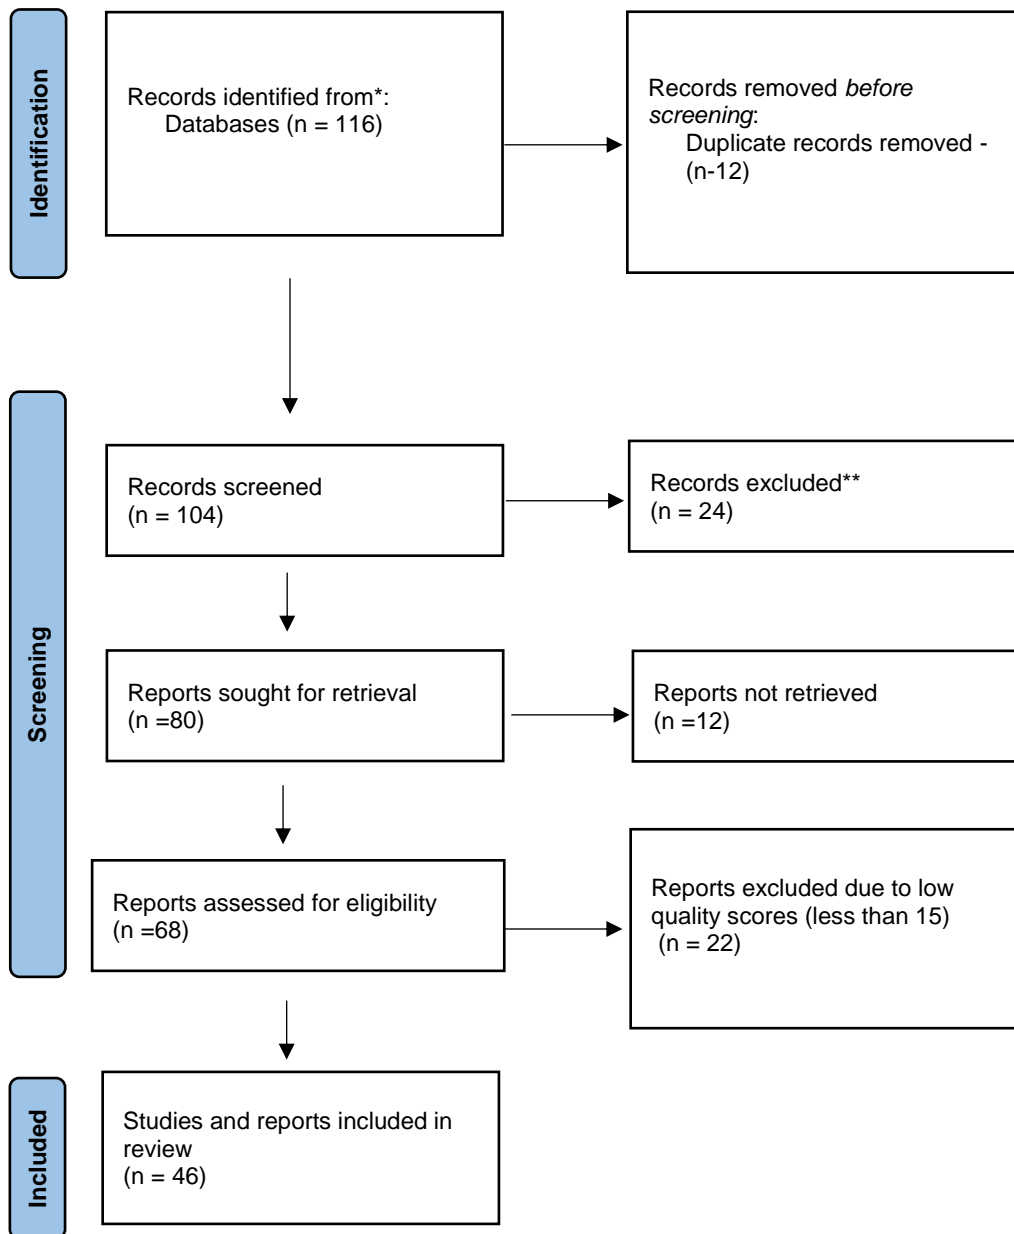 Identification
Records identified from*:
Databases (n = 116)
Records removed before
screening:
Duplicate records removed -
(n-12)
Screening
Records screened
(n = 104)
Records excluded**
(n = 24)
Reports sought for retrieval
(n =80)
Reports not retrieved
(n =12)
Reports assessed for eligibility
(n =68)
Reports excluded due to low
quality scores (less than 15)
(n = 22)
Included
Studies and reports included in
review
(n = 46)